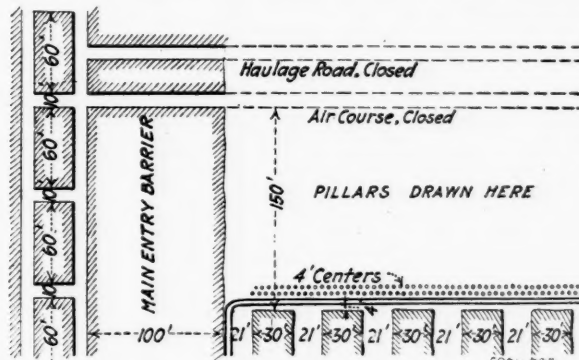 60'
10'
60'
10'
60'
10'
60'
Haulage Road, Closed
Air Course, Closed
MAIN ENTRY BARRIER
150'
PILLARS DRAWN HERE
4' Centers
4'
100'
21' 30' 21' 30' 21' 30' 21' 30' 21' 30'